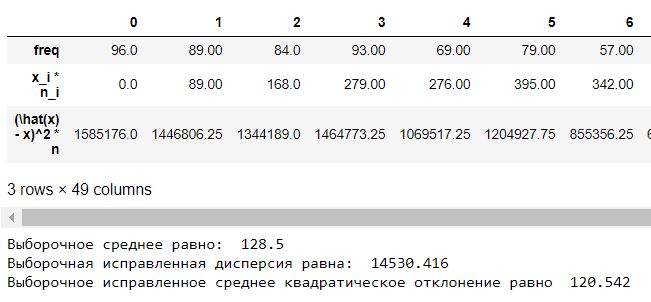 0 1 2 3 4 5 6
freq 96.0 89.00 84.0 93.00 69.00 79.00 57.00
x_i *
n_i 0.0 89.00 168.0 279.00 276.00 395.00 342.00
(\hat(x)
- x)^2 * 1585176.0 1446806.25 1344189.0 1464773.25 1069517.25 1204927.75 855356.25
n
3 rows × 49 columns
Выборочное среднее равно: 128.5
Выборочная исправленная дисперсия равна: 14530.416
Выборочное исправленное среднее квадратическое отклонение равно 120.542